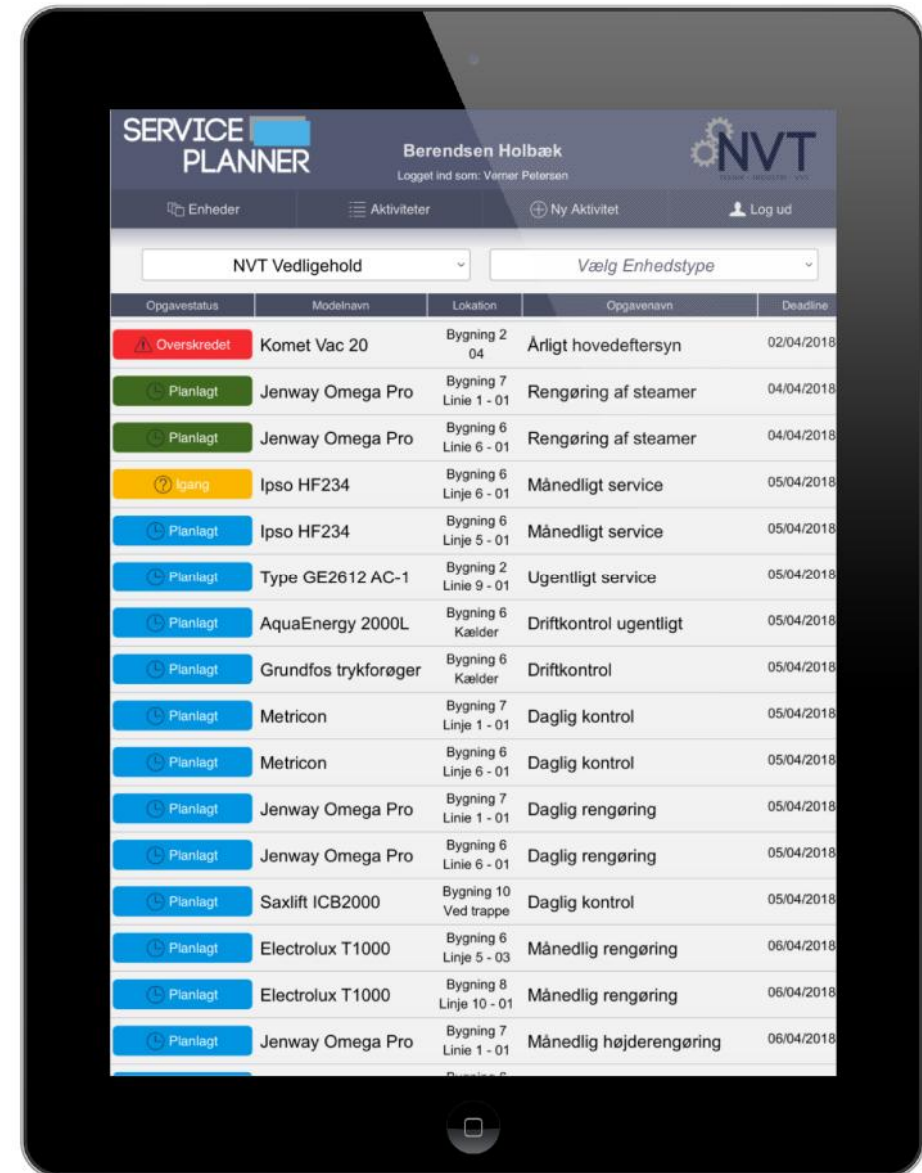 SERVICE
PLANNER
Berendsen Holbæk
Logget ind som: Verner Petersen
NVT
Enheder Aktiviteter Ny Aktivitet Log ud
NVT Vedligehold Vælg Enhedstype
Opgavestatus Modelnavn Lokation Opgavenavn Deadline
Overskredet Komet Vac 20 Bygning 2 04 Årligt hovedeftersyn 02/04/2018
Planlagt Jenway Omega Pro Bygning 7 Linie 1 - 01 Rengøring af steamer 04/04/2018
Planlagt Jenway Omega Pro Bygning 6 Linie 6 - 01 Rengøring af steamer 04/04/2018
Igang Ipso HF234 Bygning 6 Linje 6 - 01 Månedligt service 05/04/2018
Planlagt Ipso HF234 Bygning 6 Linje 5 - 01 Månedligt service 05/04/2018
Planlagt Type GE2612 AC-1 Bygning 2 Linie 9 - 01 Ugentligt service 05/04/2018
Planlagt AquaEnergy 2000L Bygning 6 Kælder Driftkontrol ugentligt 05/04/2018
Planlagt Grundfos trykforøger Bygning 6 Kælder Driftkontrol 05/04/2018
Planlagt Metricon Bygning 7 Linje 1 - 01 Daglig kontrol 05/04/2018
Planlagt Metricon Bygning 6 Linje 6 - 01 Daglig kontrol 05/04/2018
Planlagt Jenway Omega Pro Bygning 7 Linie 1 - 01 Daglig rengøring 05/04/2018
Planlagt Jenway Omega Pro Bygning 6 Linie 6 - 01 Daglig rengøring 05/04/2018
Planlagt Saxlift ICB2000 Bygning 10 Ved trappe Daglig kontrol 05/04/2018
Planlagt Electrolux T1000 Bygning 6 Linje 5 - 03 Månedlig rengøring 06/04/2018
Planlagt Electrolux T1000 Bygning 8 Linje 10 - 01 Månedlig rengøring 06/04/2018
Planlagt Jenway Omega Pro Bygning 7 Linie 1 - 01 Månedlig højderengøring 06/04/2018